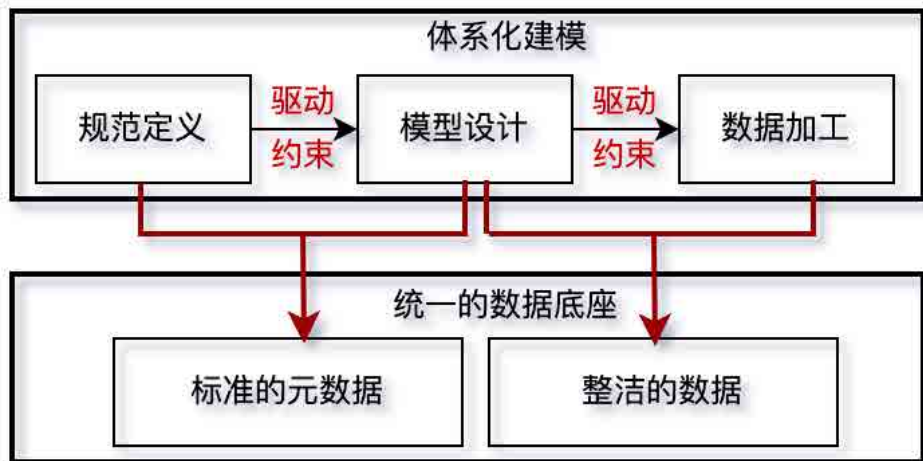 体系化建模
规范定义
驱动
约束
模型设计
驱动
约束
数据加工
统一的数据底座
标准的元数据
整洁的数据